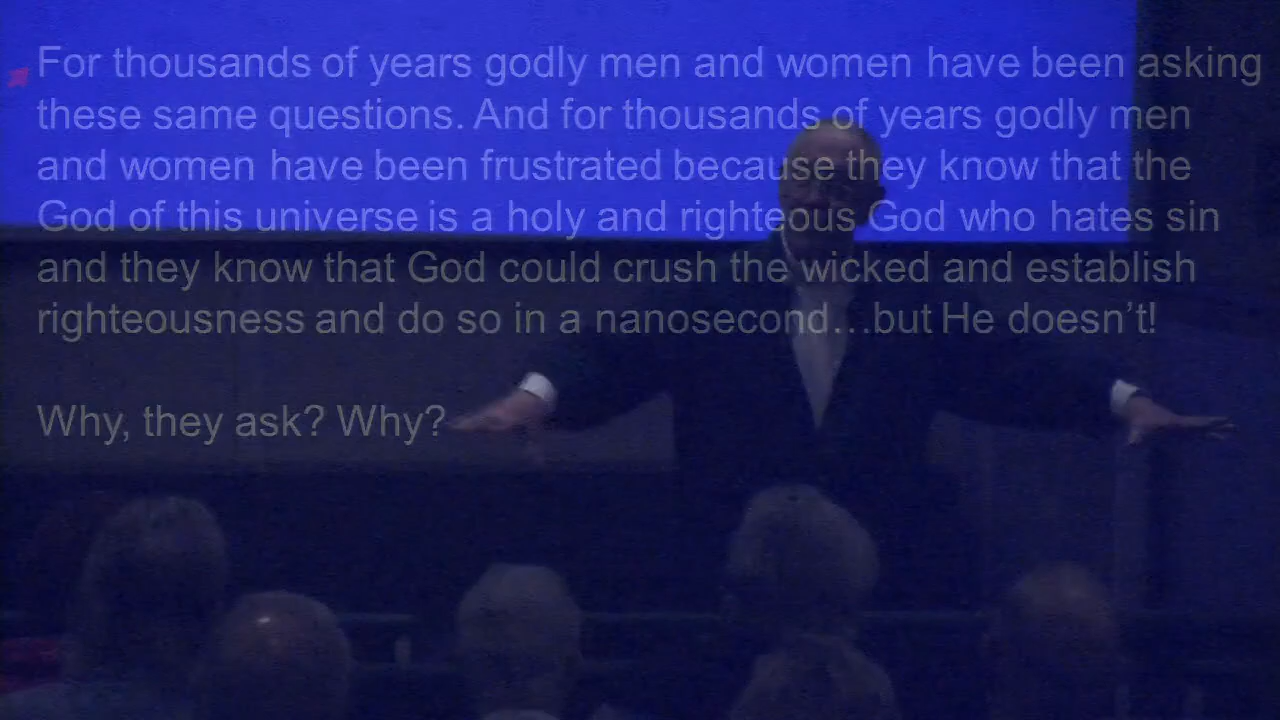 For thousands of years godly men and women have been asking
these same questions. And for thousands of years godly men
and women have been frustrated because they know that the
God of this universe is a holy and righteous God who hates sin
and they know that God could crush the wicked and establish
righteousness and do so in a nanosecond…but He doesn’t!
Why, they ask? Why?